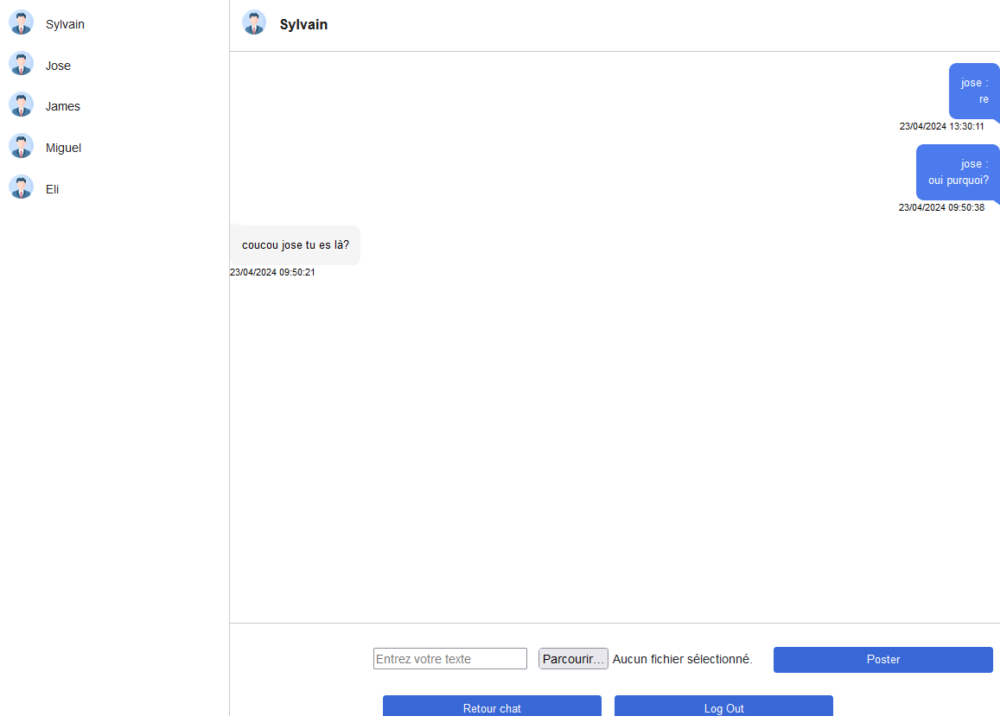 Sylvain
Jose
James
Miguel
Eli
Sylvain
jose :
re
23/04/2024 13:30:11
jose :
oui purquoi?
23/04/2024 09:50:38
coucou jose tu es là?
23/04/2024 09:50:21
Entrez votre texte
Parcourir... Aucun fichier sélectionné.
Poster
Retour chat
Log Out